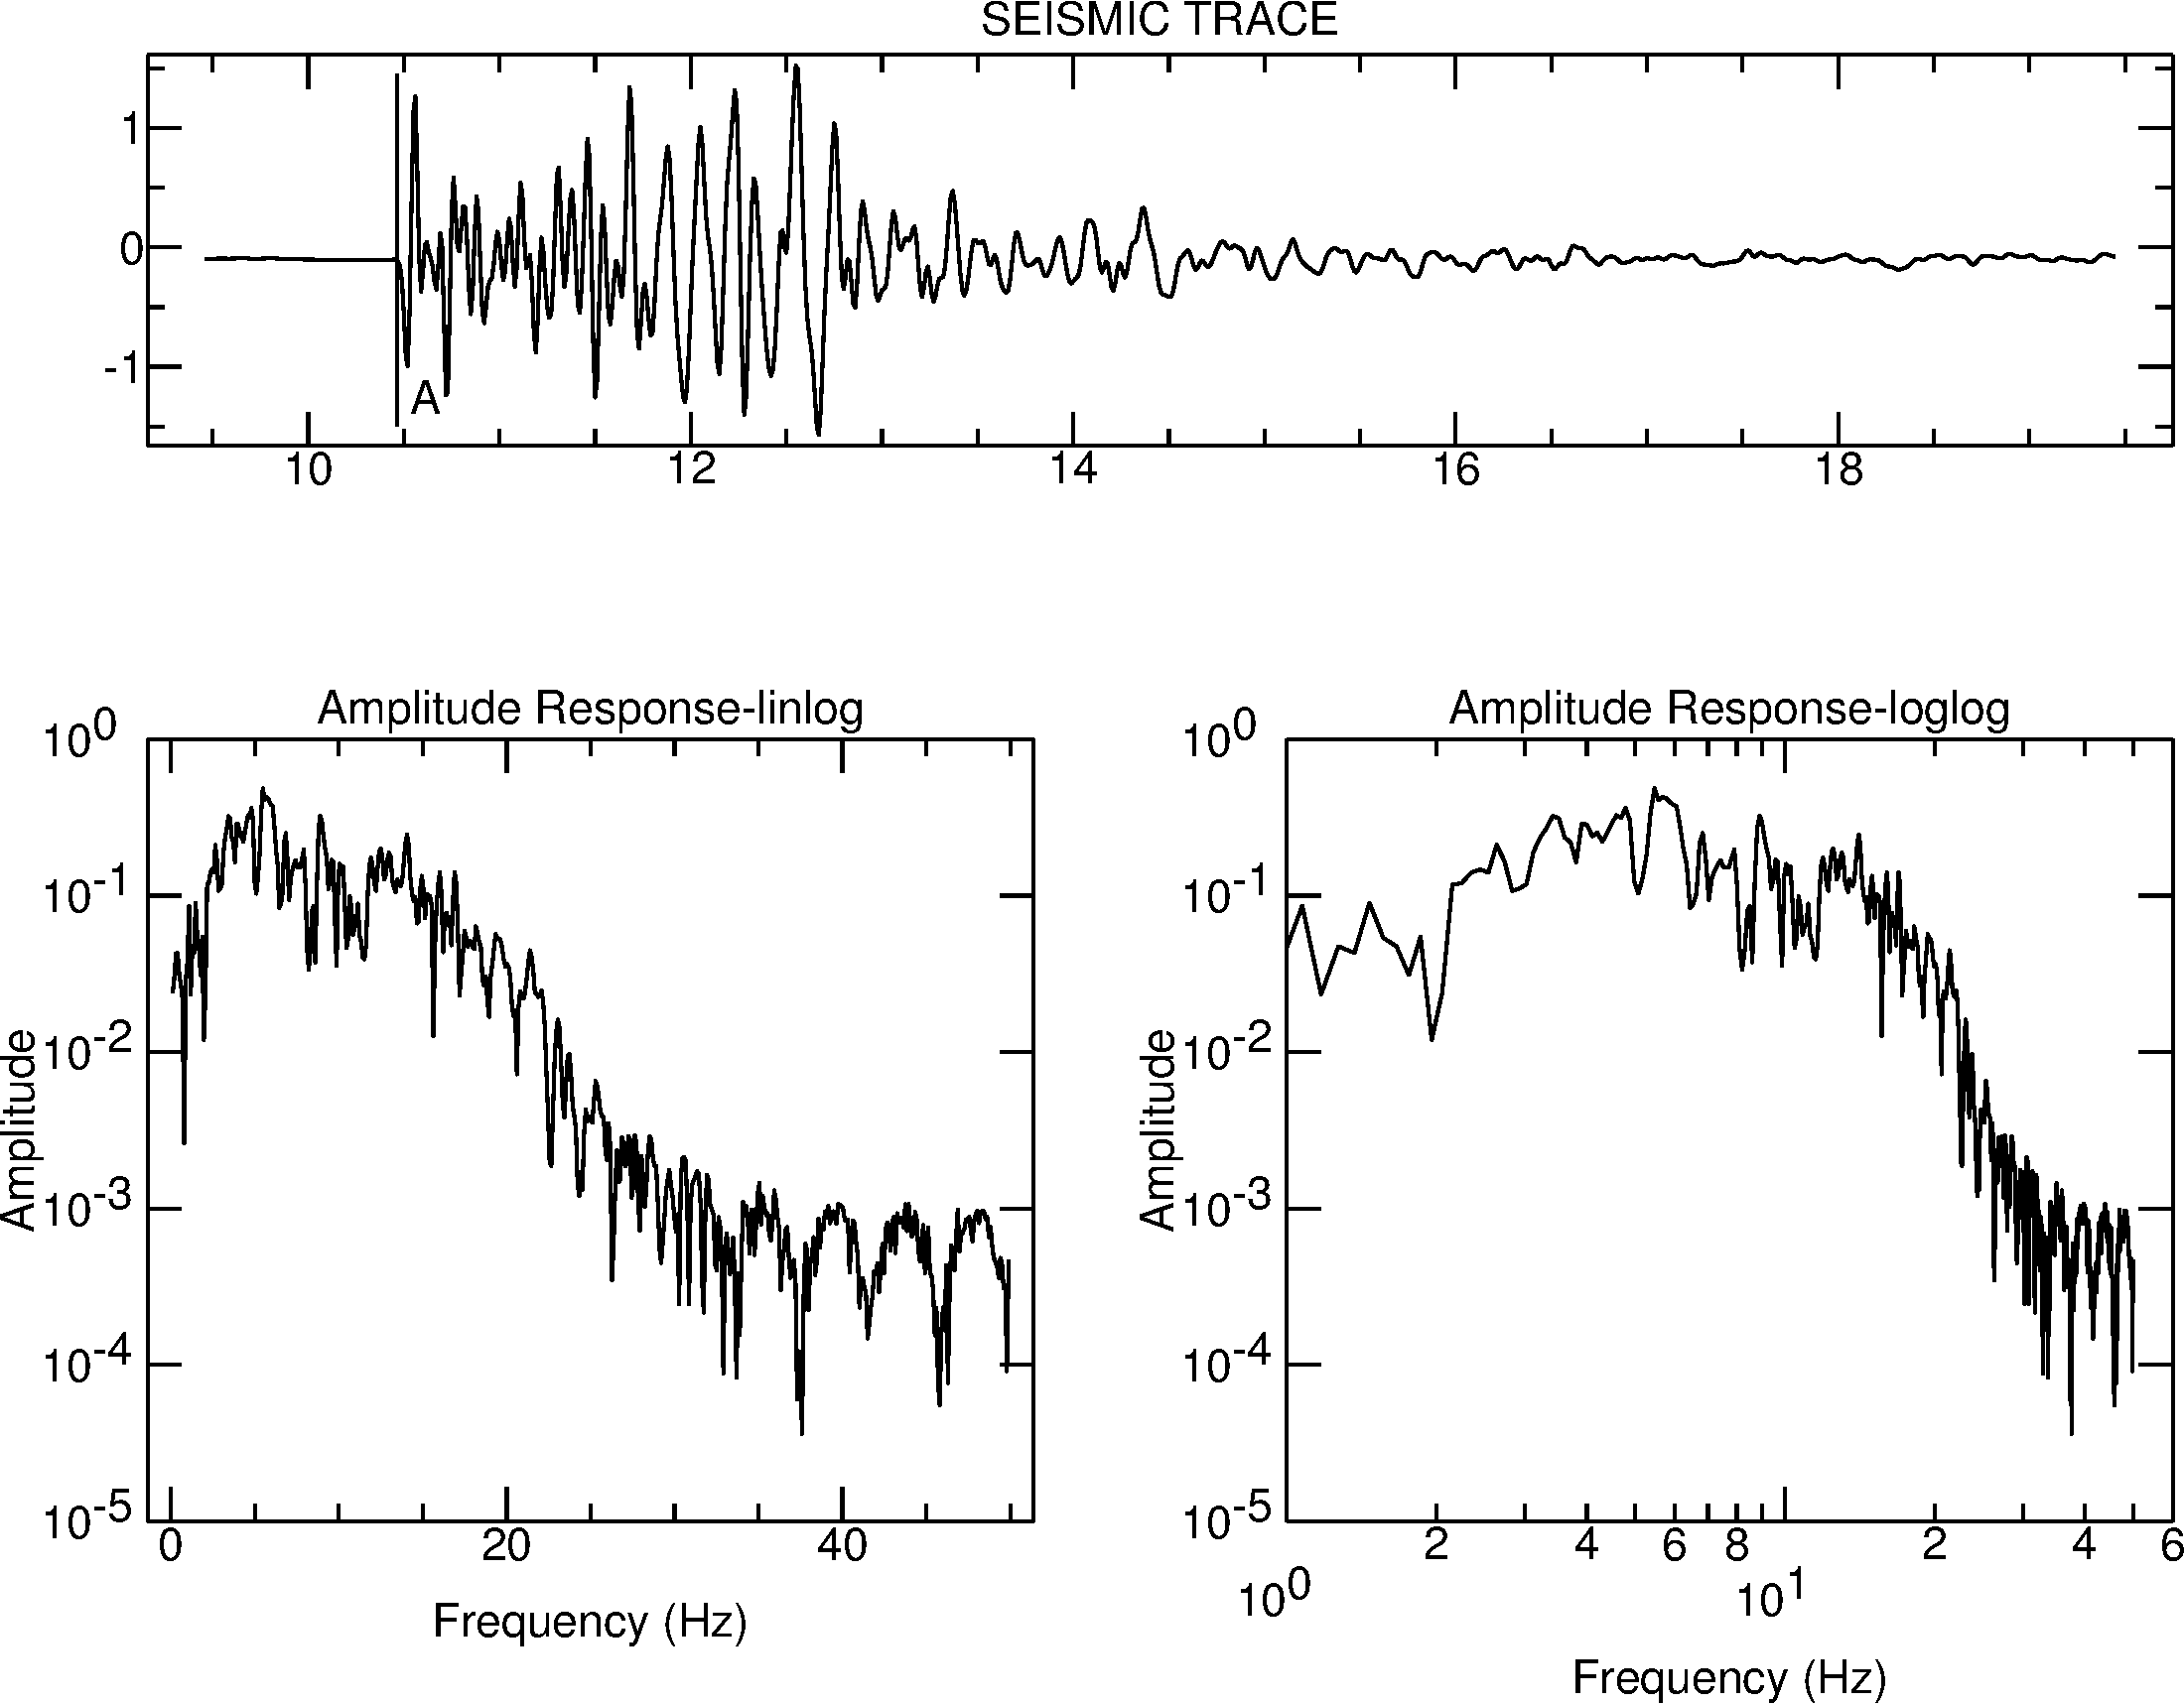 SEISMIC TRACE
1
0
-1
A
10 12 14 16 18
Amplitude Response-linlog
10^0
10^-1
10^-2
10^-3
10^-4
10^-5
Amplitude
0 20 40
Frequency (Hz)
Amplitude Response-loglog
10^0
10^-1
10^-2
10^-3
10^-4
10^-5
Amplitude
2 4 6 8 2 4 6
10^0 10^1
Frequency (Hz)